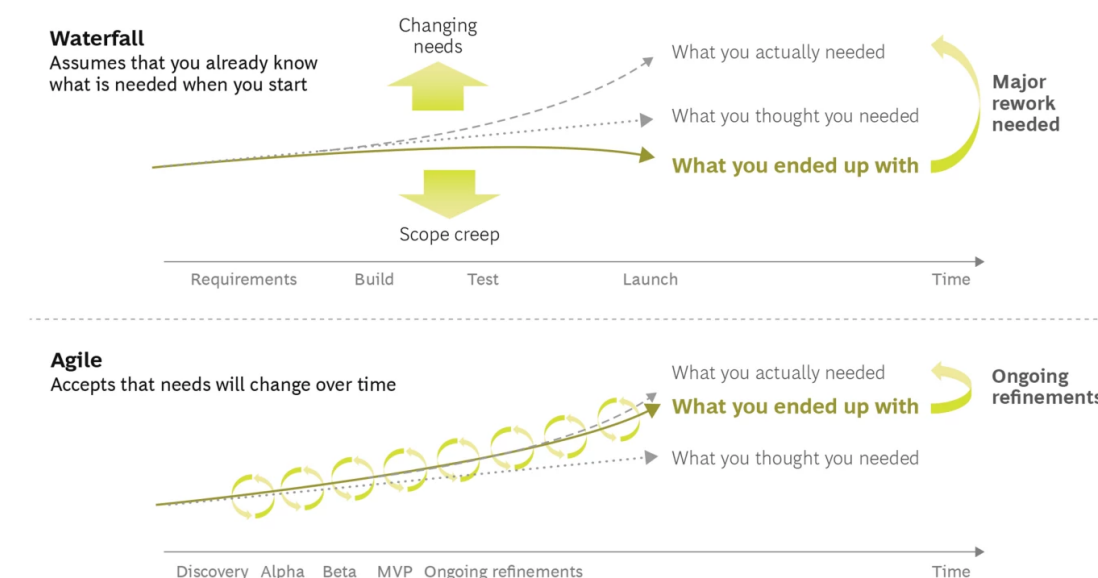 Waterfall
Assumes that you already know
what is needed when you start
Changing
needs
What you actually needed
What you thought you needed
What you ended up with
Major
rework
needed
Scope creep
Requirements
Build
Test
Launch
Time
Agile
Accepts that needs will change over time
What you actually needed
What you ended up with
What you thought you needed
Ongoing
refinements
Discovery
Alpha
Beta
MVP
Ongoing refinements
Time